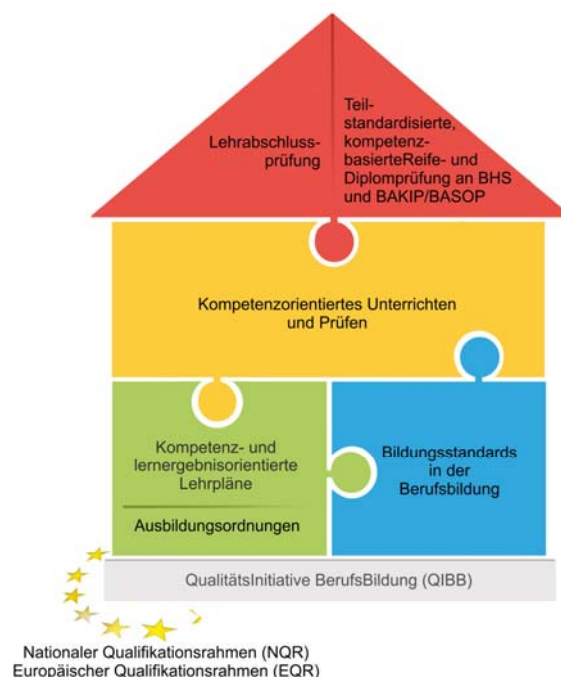 Lehrabschluss-
prüfung
Teil-
standardisierte,
kompetenz-
basierteReife- und
Diplomprüfung an BHS
und BAKIP/BASOP
Kompetenzorientiertes Unterrichten
und Prüfen
Kompetenz- und
lernergebnisorientierte
Lehrpläne
Ausbildungsordnungen
Bildungsstandards
in der
Berufsbildung
QualitätsInitiative BerufsBildung (QIBB)
Nationaler Qualifikationsrahmen (NQR)
Europäischer Qualifikationsrahmen (EQR)